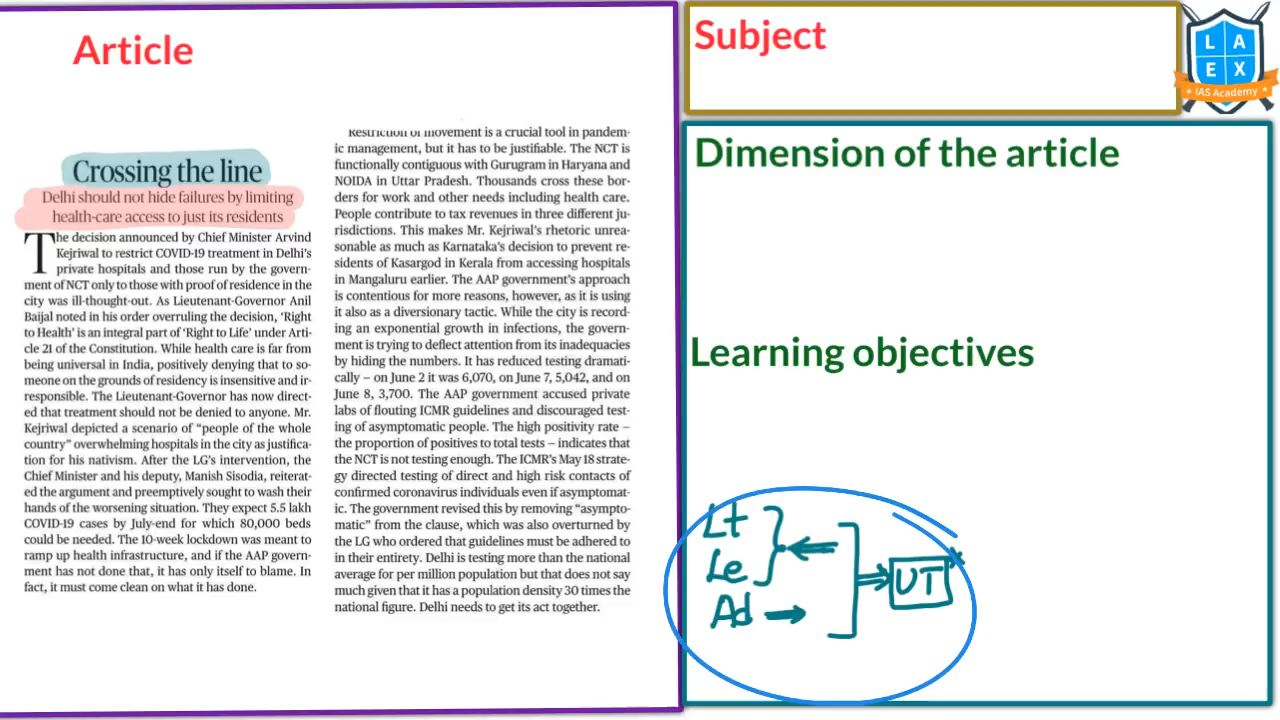 Article
Crossing the line
Delhi should not hide failures by limiting
health-care access to just its residents
The decision announced by Chief Minister Arvind
Kejriwal to restrict COVID-19 treatment in Delhi's
private hospitals and those run by the govern-
ment of NCT only to those with proof of residence in the
city was ill-thought-out. As Lieutenant-Governor Anil
Baijal noted in his order overruling the decision, 'Right
to Health' is an integral part of 'Right to Life' under Arti-
cle 21 of the Constitution. While health care is far from
being universal in India, positively denying that to so-
meone on the grounds of residency is insensitive and ir-
responsible. The Lieutenant-Governor has now direct-
ed that treatment should not be denied to anyone. Mr.
Kejriwal depicted a scenario of "people of the whole
country" overwhelming hospitals in the city as justifica-
tion for his nativism. After the LG's intervention, the
Chief Minister and his deputy, Manish Sisodia, reiterat-
ed the argument and preemptively sought to wash their
hands of the worsening situation. They expect 5.5 lakh
COVID-19 cases by July-end for which 80,000 beds
could be needed. The 10-week lockdown was meant to
ramp up health infrastructure, and if the AAP govern-
ment has not done that, it has only itself to blame. In
fact, it must come clean on what it has done.
Restriction of movement is a crucial tool in pandem-
ic management, but it has to be justifiable. The NCT is
functionally contiguous with Gurugram in Haryana and
NOIDA in Uttar Pradesh. Thousands cross these bor-
ders for work and other needs including health care.
People contribute to tax revenues in three different ju-
risdictions. This makes Mr. Kejriwal's rhetoric unrea-
sonable as much as Karnataka's decision to prevent re-
sidents of Kasargod in Kerala from accessing hospitals
in Mangaluru earlier. The AAP government's approach
is contentious for more reasons, however, as it is using
it also as a diversionary tactic. While the city is record-
ing an exponential growth in infections, the govern-
ment is trying to deflect attention from its inadequacies
by hiding the numbers. It has reduced testing dramati-
cally – on June 2 it was 6,070, on June 7, 5,042, and on
June 8, 3,700. The AAP government accused private
labs of flouting ICMR guidelines and discouraged test-
ing of asymptomatic people. The high positivity rate –
the proportion of positives to total tests – indicates that
the NCT is not testing enough. The ICMR's May 18 strate-
gy directed testing of direct and high risk contacts of
confirmed coronavirus individuals even if asymptomat-
ic. The government revised this by removing "asympto-
matic" from the clause, which was also overturned by
the LG who ordered that guidelines must be adhered to
in their entirety. Delhi is testing more than the national
average for per million population but that does not say
much given that it has a population density 30 times the
national figure. Delhi needs to get its act together.
Subject
L A
E X
IAS Academy
Dimension of the article
Learning objectives
Lt
Le
Ad
UT